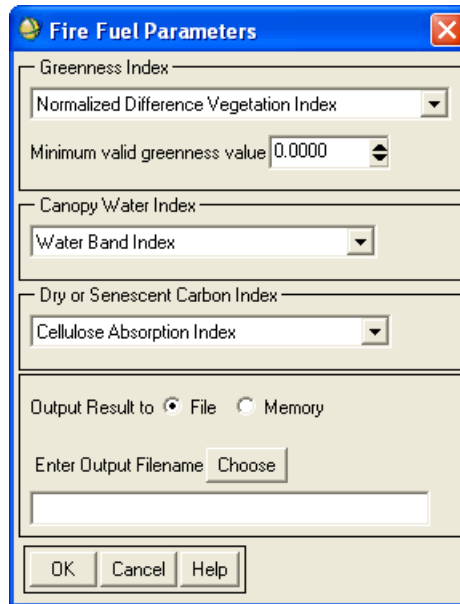 Fire Fuel Parameters
Greenness Index
Normalized Difference Vegetation Index
Minimum valid greenness value 0.0000
Canopy Water Index
Water Band Index
Dry or Senescent Carbon Index
Cellulose Absorption Index
Output Result to File Memory
Enter Output Filename Choose
OK Cancel Help